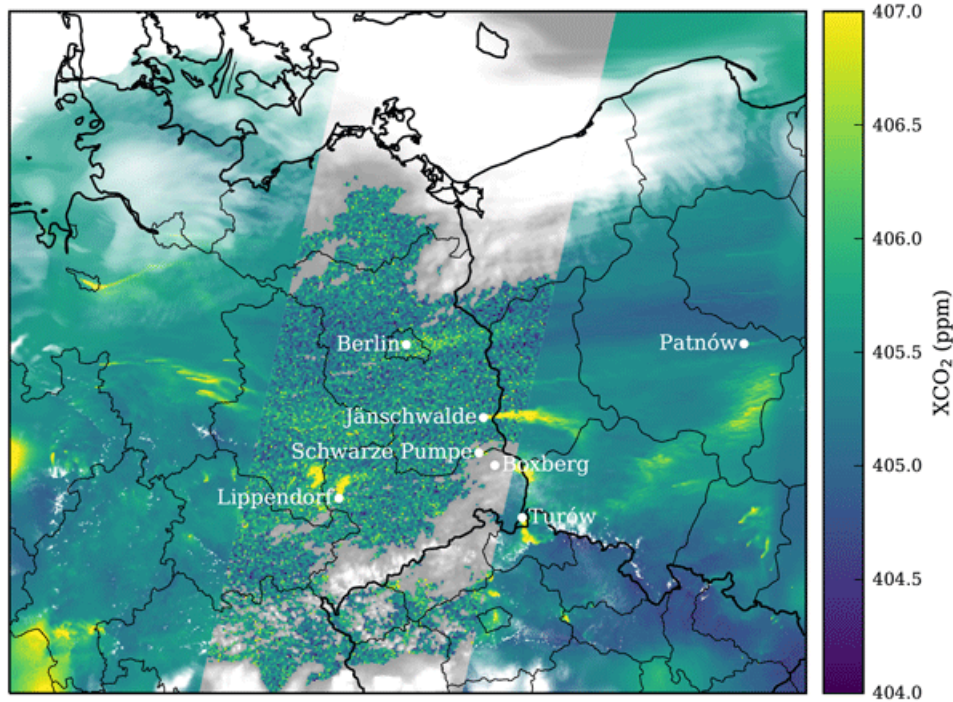 407.0
406.5
406.0
405.5
405.0
404.5
404.0
XCO₂ (ppm)
Berlin
Patnów
Jänschwalde
Schwarze Pumpe
Boxberg
Lippendorf
Turów